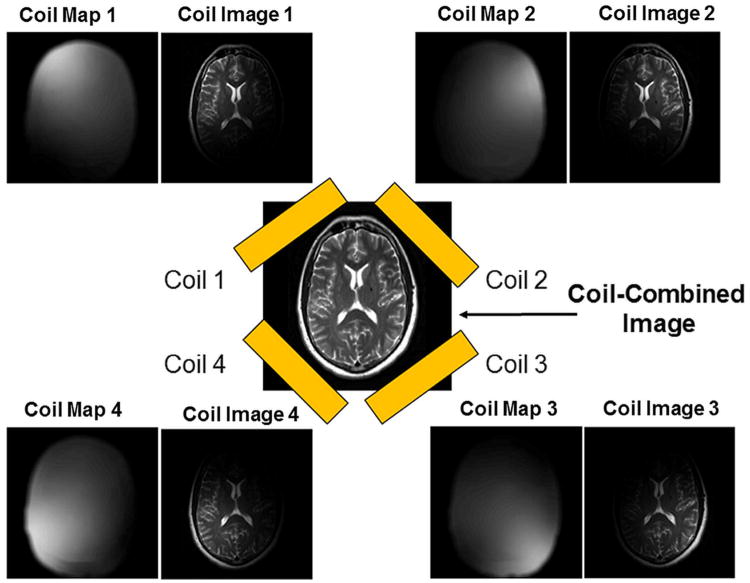 Coil Map 1
Coil Image 1
Coil Map 2
Coil Image 2
Coil 1
Coil 2
Coil-Combined
Image
Coil 4
Coil 3
Coil Map 4
Coil Image 4
Coil Map 3
Coil Image 3